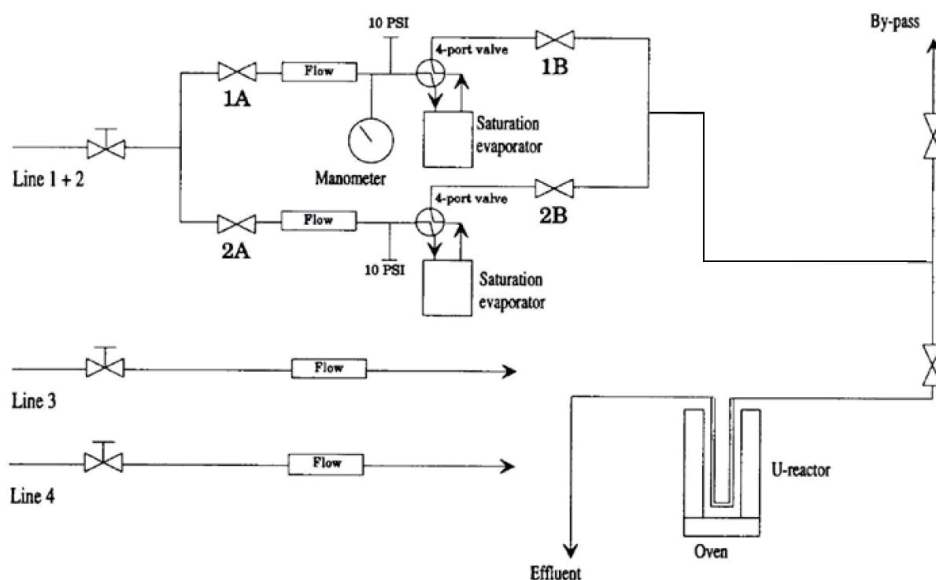 10 PSI
By-pass
4-port valve
1B
Flow
1A
Saturation
evaporator
Manometer
Line 1 + 2
4-port valve
2B
Flow
2A
10 PSI
Saturation
evaporator
Flow
Line 3
Flow
Line 4
U-reactor
Oven
Effluent